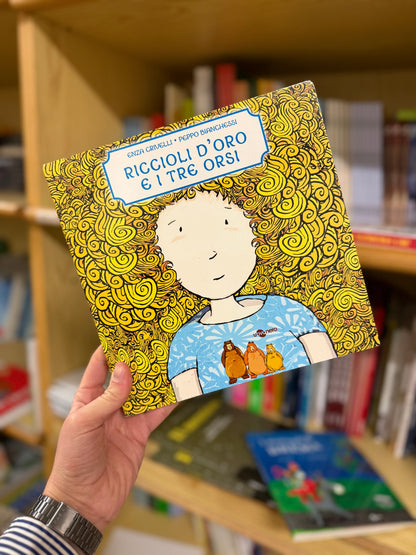 ENZA CRIVELLI • PEPPO BIANCHESSI
RICCIOLI D'ORO
E I TRE ORSI